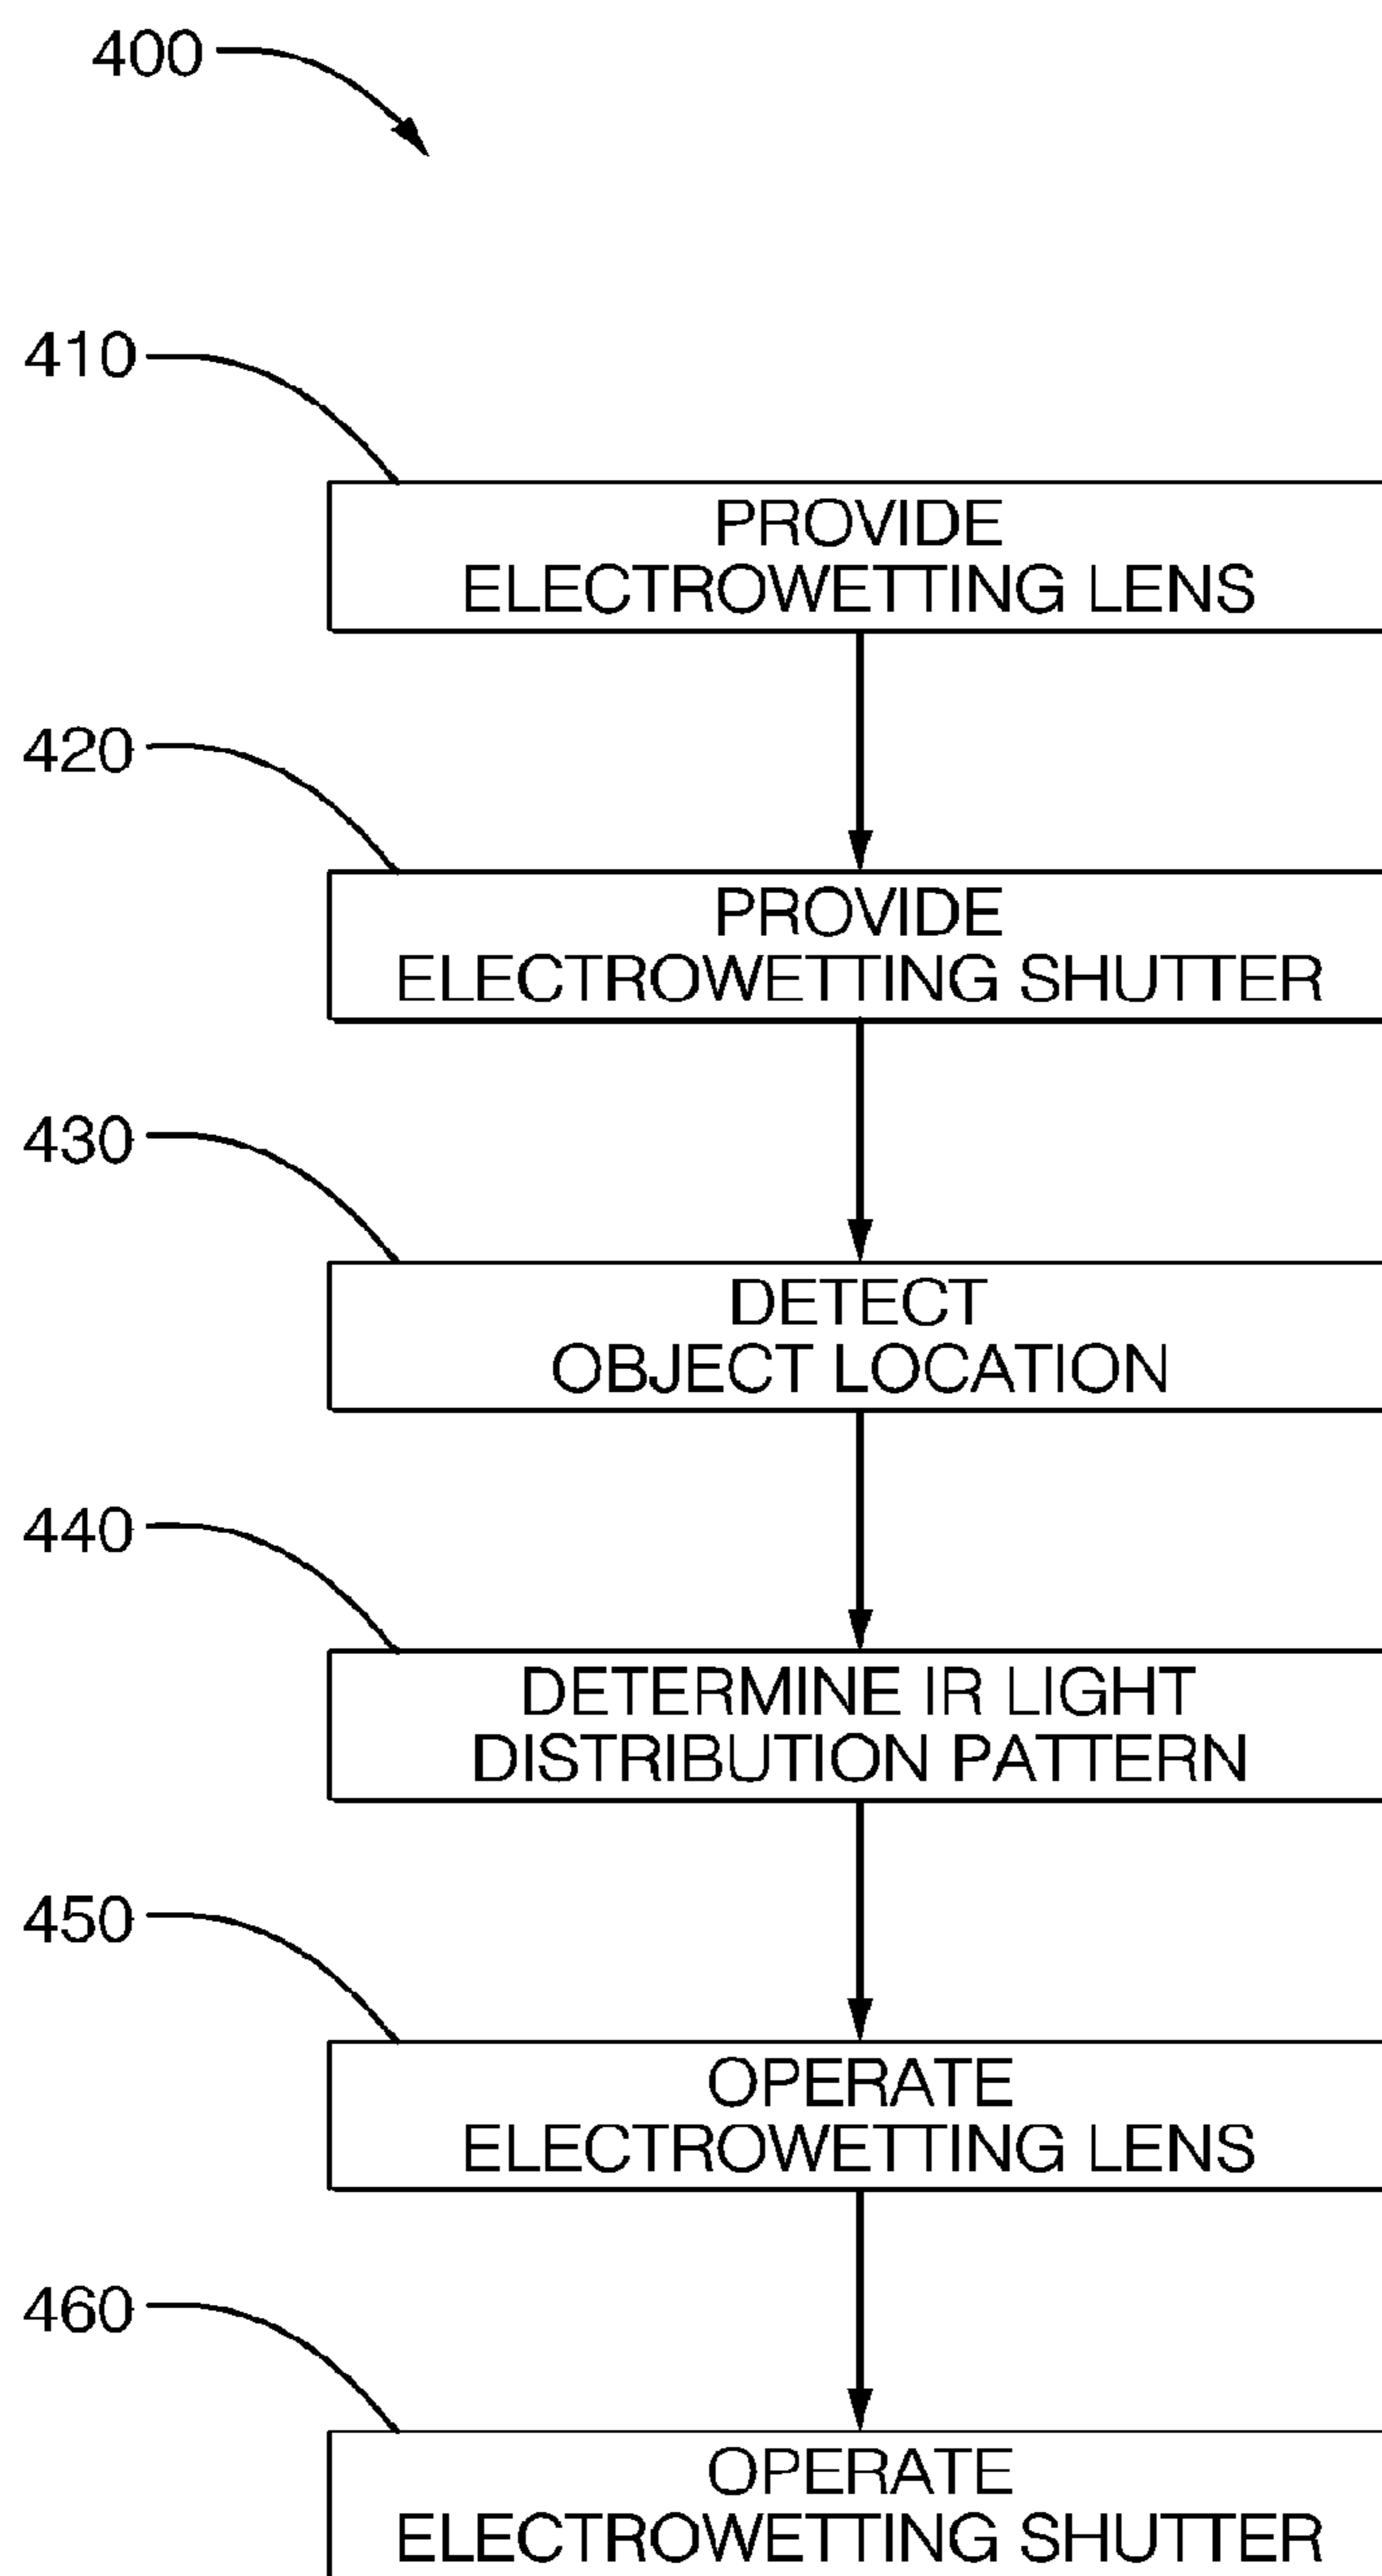 400
410
PROVIDE
ELECTROWETTING LENS
420
PROVIDE
ELECTROWETTING SHUTTER
430
DETECT
OBJECT LOCATION
440
DETERMINE IR LIGHT
DISTRIBUTION PATTERN
450
OPERATE
ELECTROWETTING LENS
460
OPERATE
ELECTROWETTING SHUTTER